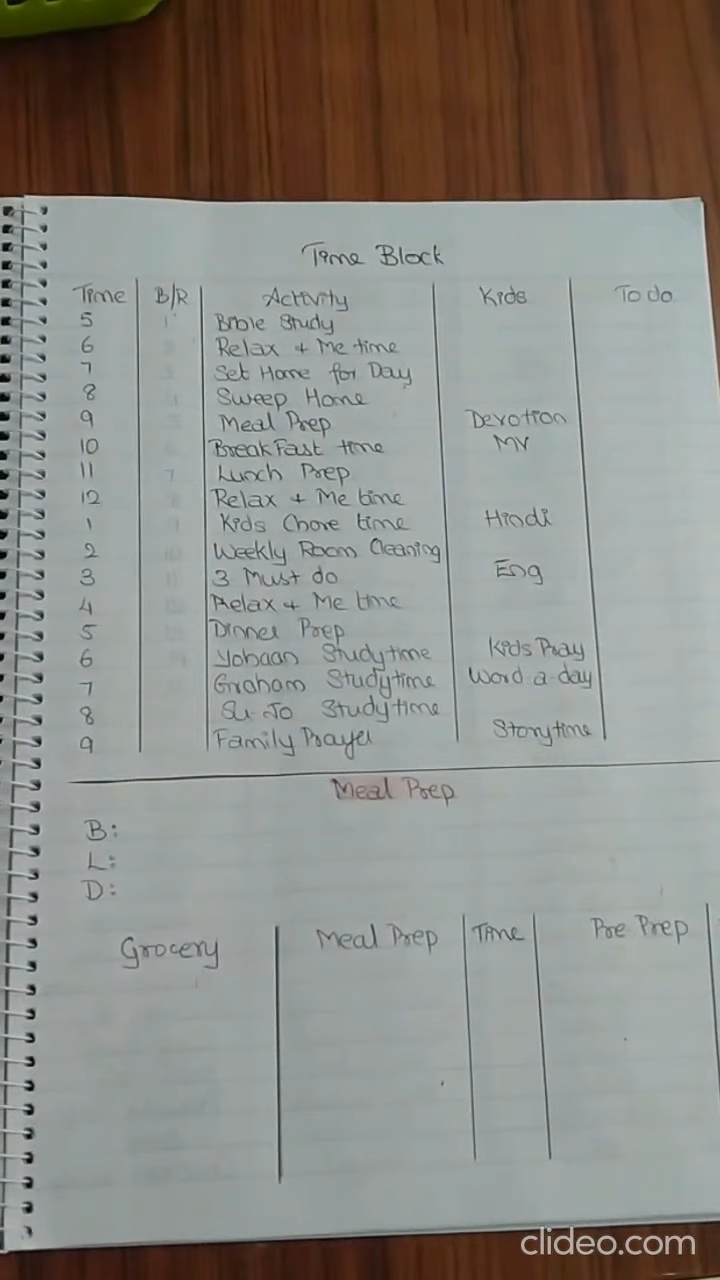 Time Block
Time B/R Activity Kids To do
5 Bible Study
6 Relax + Me time
7 Set Home for Day
8 Sweep Home
9 Meal Prep Devotion
10 BreakFast time MV
11 7 Lunch Prep
12 Relax + Me time
1 Kids Chore time Hindi
2 Weekly Room Cleaning
3 3 Must do Eng
4 Relax + Me time
5 Dinner Prep
6 Yohaan Study time Kids Pray
7 Graham Study time Word a day
8 Su Jo Study time
9 Family Prayer Story time
Meal Prep
B:
L:
D:
Grocery Meal Prep Time Pre Prep
clideo.com